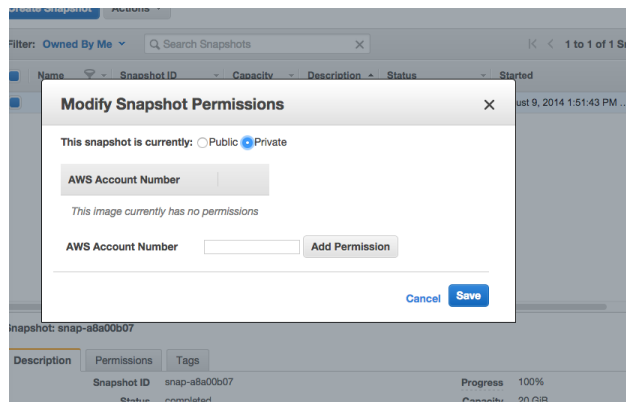 Create Snapshot Actions
Filter: Owned By Me Search Snapshots 1 to 1 of 1
Name Snapshot ID Capacity Description Status Started
Modify Snapshot Permissions
ust 9, 2014 1:51:43 PM ...
This snapshot is currently: Public Private
AWS Account Number
This image currently has no permissions
AWS Account Number Add Permission
Cancel Save
Snapshot: snap-a8a00b07
Description Permissions Tags
Snapshot ID snap-a8a00b07 Progress 100%
Status completed Capacity 20 GiB